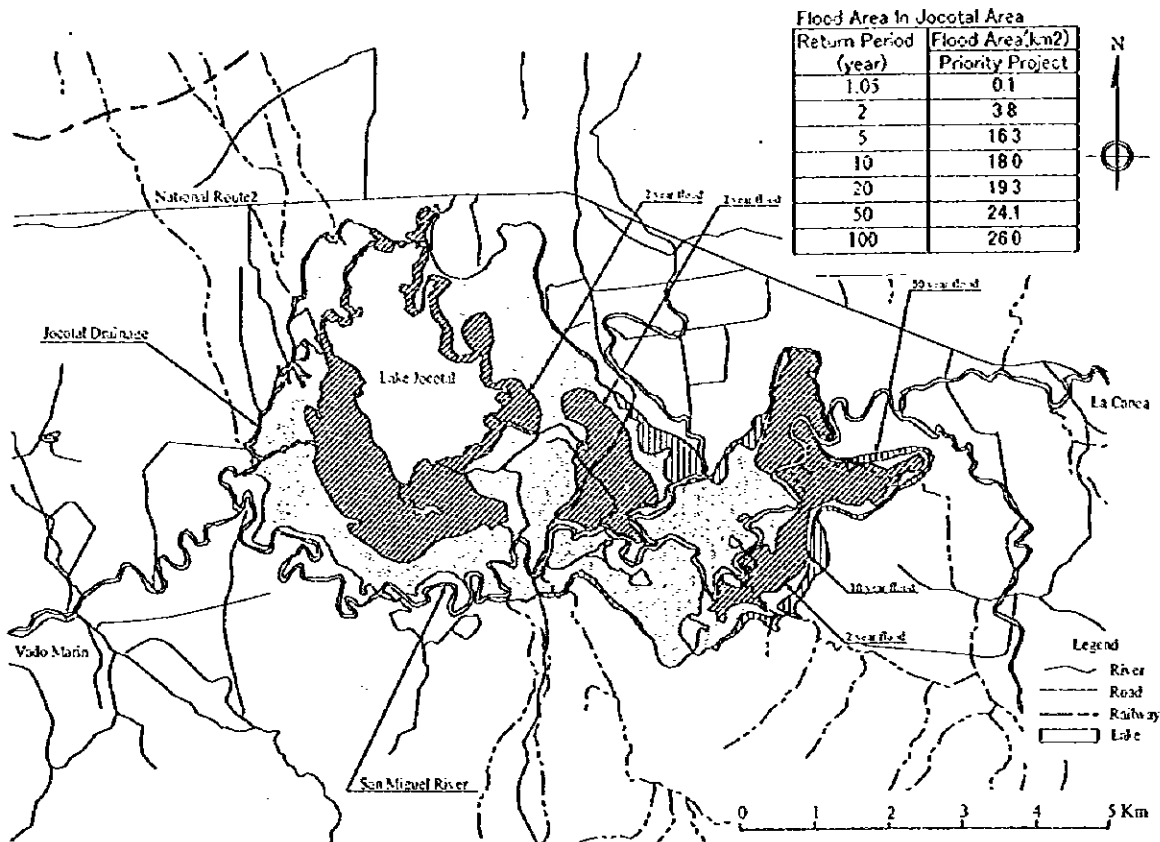 Flood Area In Jocotal Area
Return Period Flood Area(km2)
(year) Priority Project
1.05 0.1
2 3.8
5 16.3
10 18.0
20 19.3
50 24.1
100 26.0
N
National Route2
2 year flood
2 year flood
year flood
Jocotal Drainage
Lake Jocotal
La Canoa
10 year flood
2 year flood
Vado Marin
Legend
River
Road
Railway
Lake
San Miguel River
0 1 2 3 4 5 Km